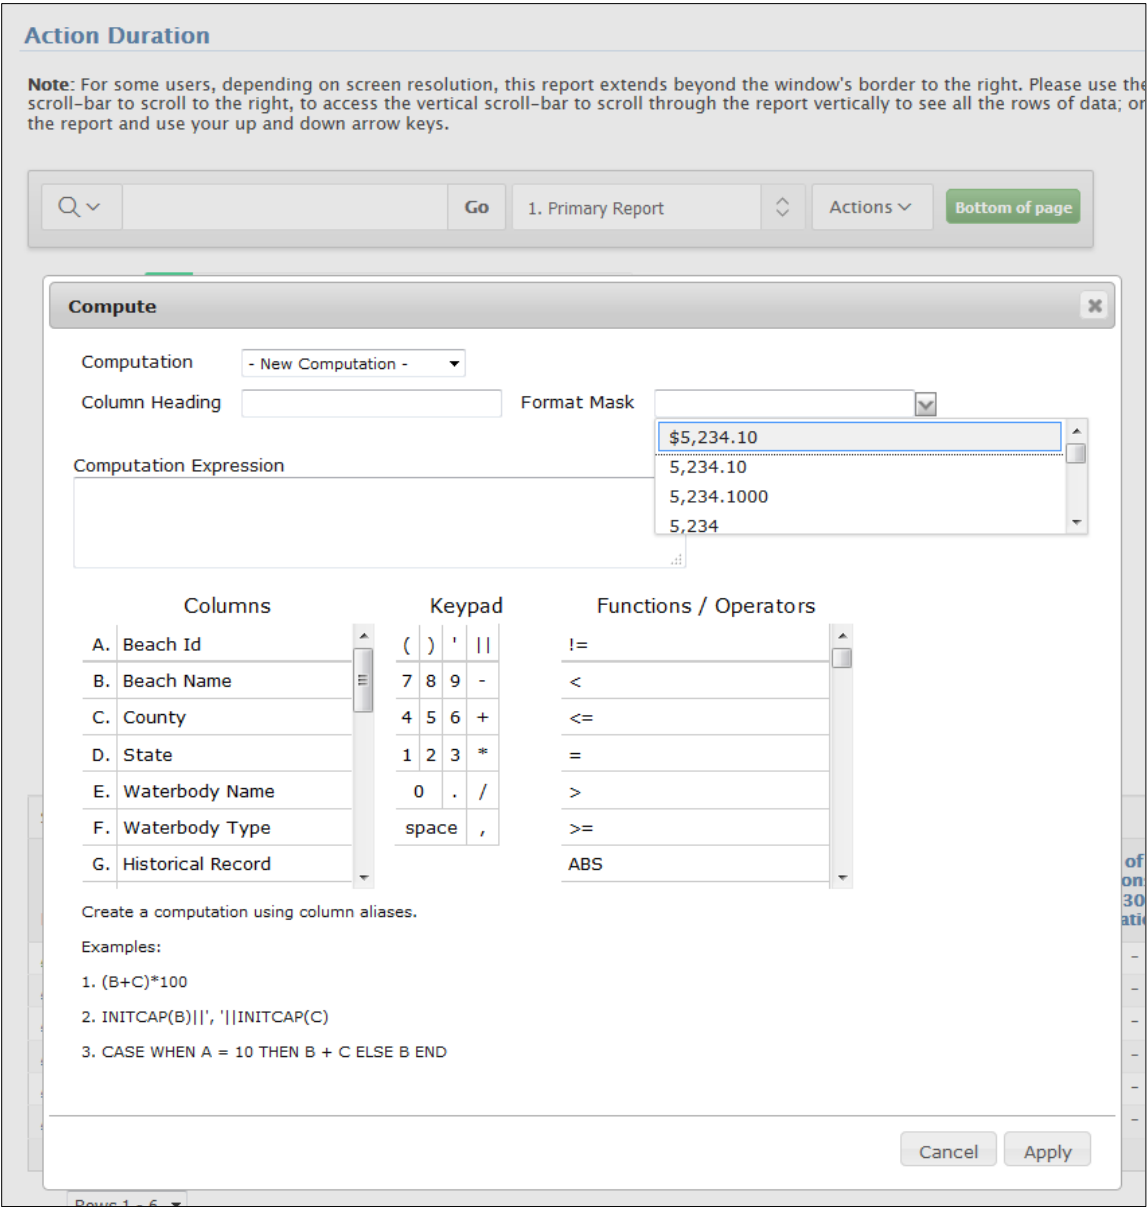 Action Duration
Note: For some users, depending on screen resolution, this report extends beyond the window's border to the right. Please use the
scroll-bar to scroll to the right, to access the vertical scroll-bar to scroll through the report vertically to see all the rows of data; or
the report and use your up and down arrow keys.
Go
1. Primary Report
Actions
Bottom of page
Compute
Computation
- New Computation -
Column Heading
Format Mask
$5,234.10
5,234.10
5,234.1000
5,234
Computation Expression
Columns Keypad Functions / Operators
A. Beach Id ( ) ' || !=
B. Beach Name 7 8 9 - <
C. County 4 5 6 + <=
D. State 1 2 3 * =
E. Waterbody Name 0 . / >
F. Waterbody Type space , >=
G. Historical Record ABS
Create a computation using column aliases.
Examples:
1. (B+C)*100
2. INITCAP(B)||', '||INITCAP(C)
3. CASE WHEN A = 10 THEN B + C ELSE B END
of
30
Cancel
Apply
Rows 1 - 6